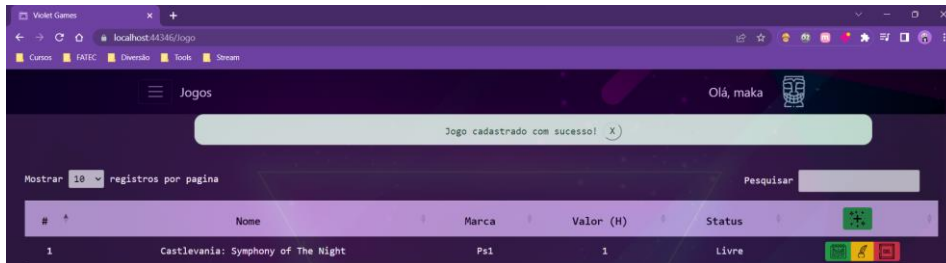 Violet Games
localhost:44346/Jogo
Cursos FATEC Diversão Tools Stream
Jogos Olá, maka
Jogo cadastrado com sucesso! X
Mostrar 10 registros por pagina Pesquisar
# Nome Marca Valor (H) Status
1 Castlevania: Symphony of The Night Ps1 1 Livre